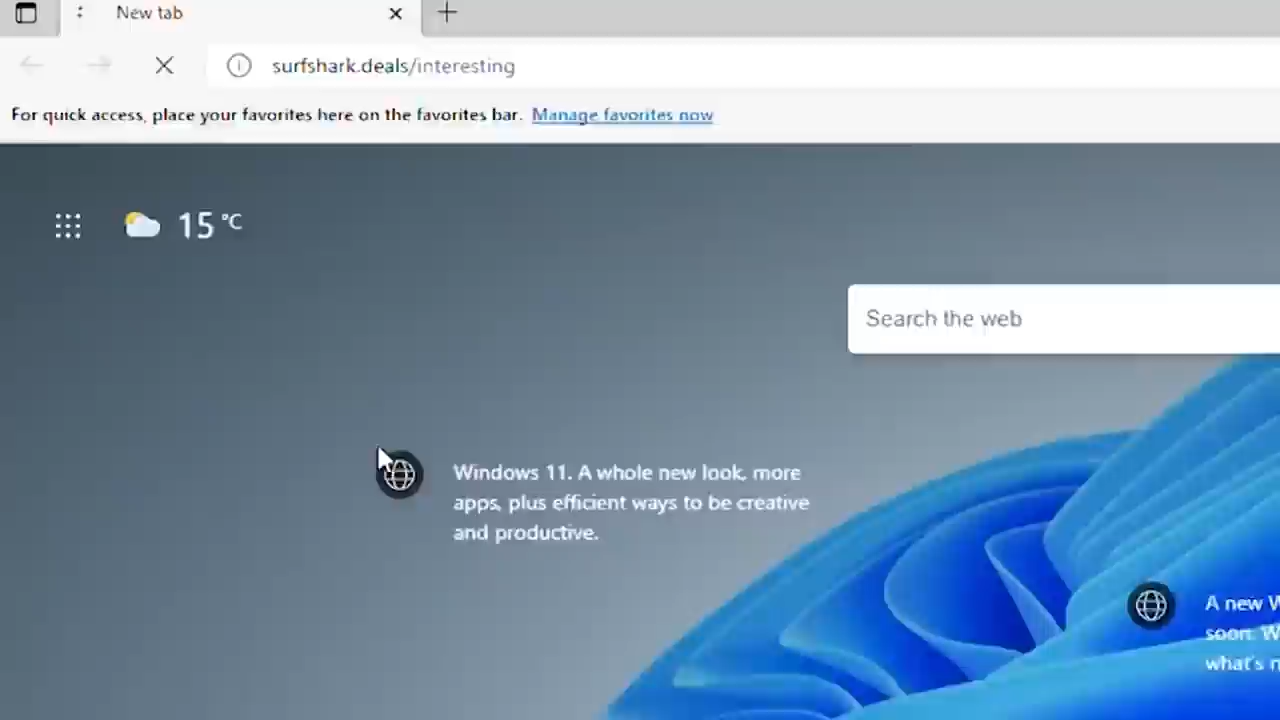 New tab
surfshark.deals/interesting
For quick access, place your favorites here on the favorites bar. Manage favorites now
15 °C
Search the web
Windows 11. A whole new look, more
apps, plus efficient ways to be creative
and productive.
A new W
soon. W
what's n